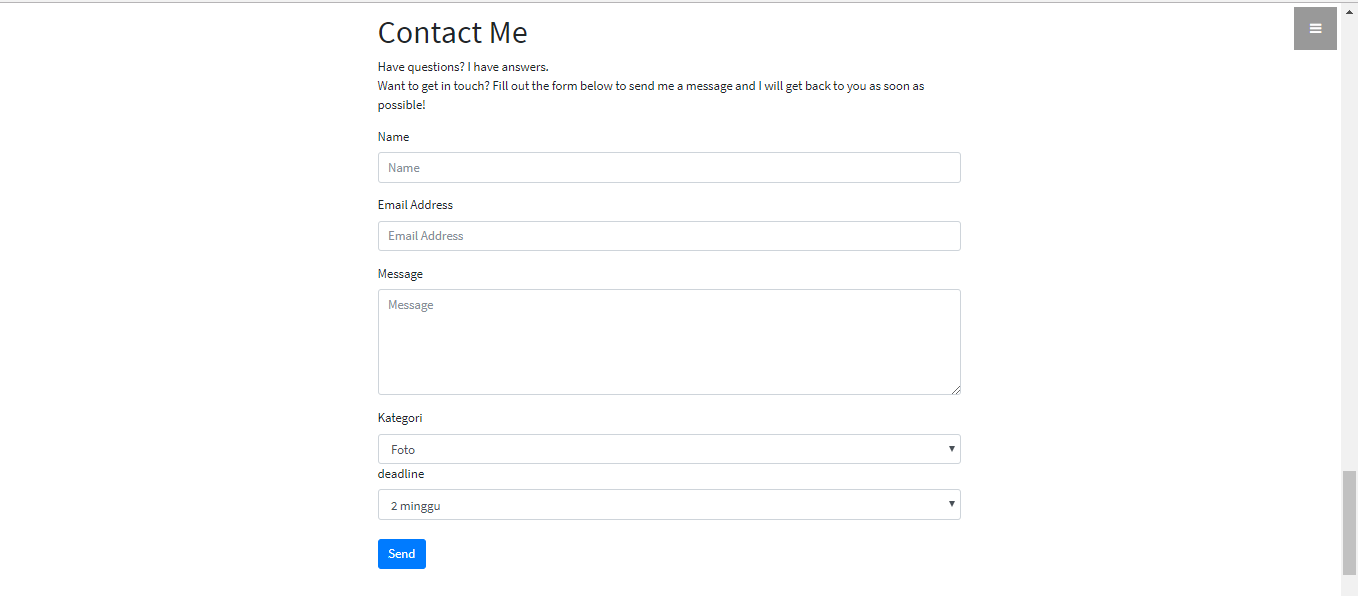 Contact Me
Have questions? I have answers.
Want to get in touch? Fill out the form below to send me a message and I will get back to you as soon as
possible!
Name
Name
Email Address
Email Address
Message
Message
Kategori
Foto
deadline
2 minggu
Send